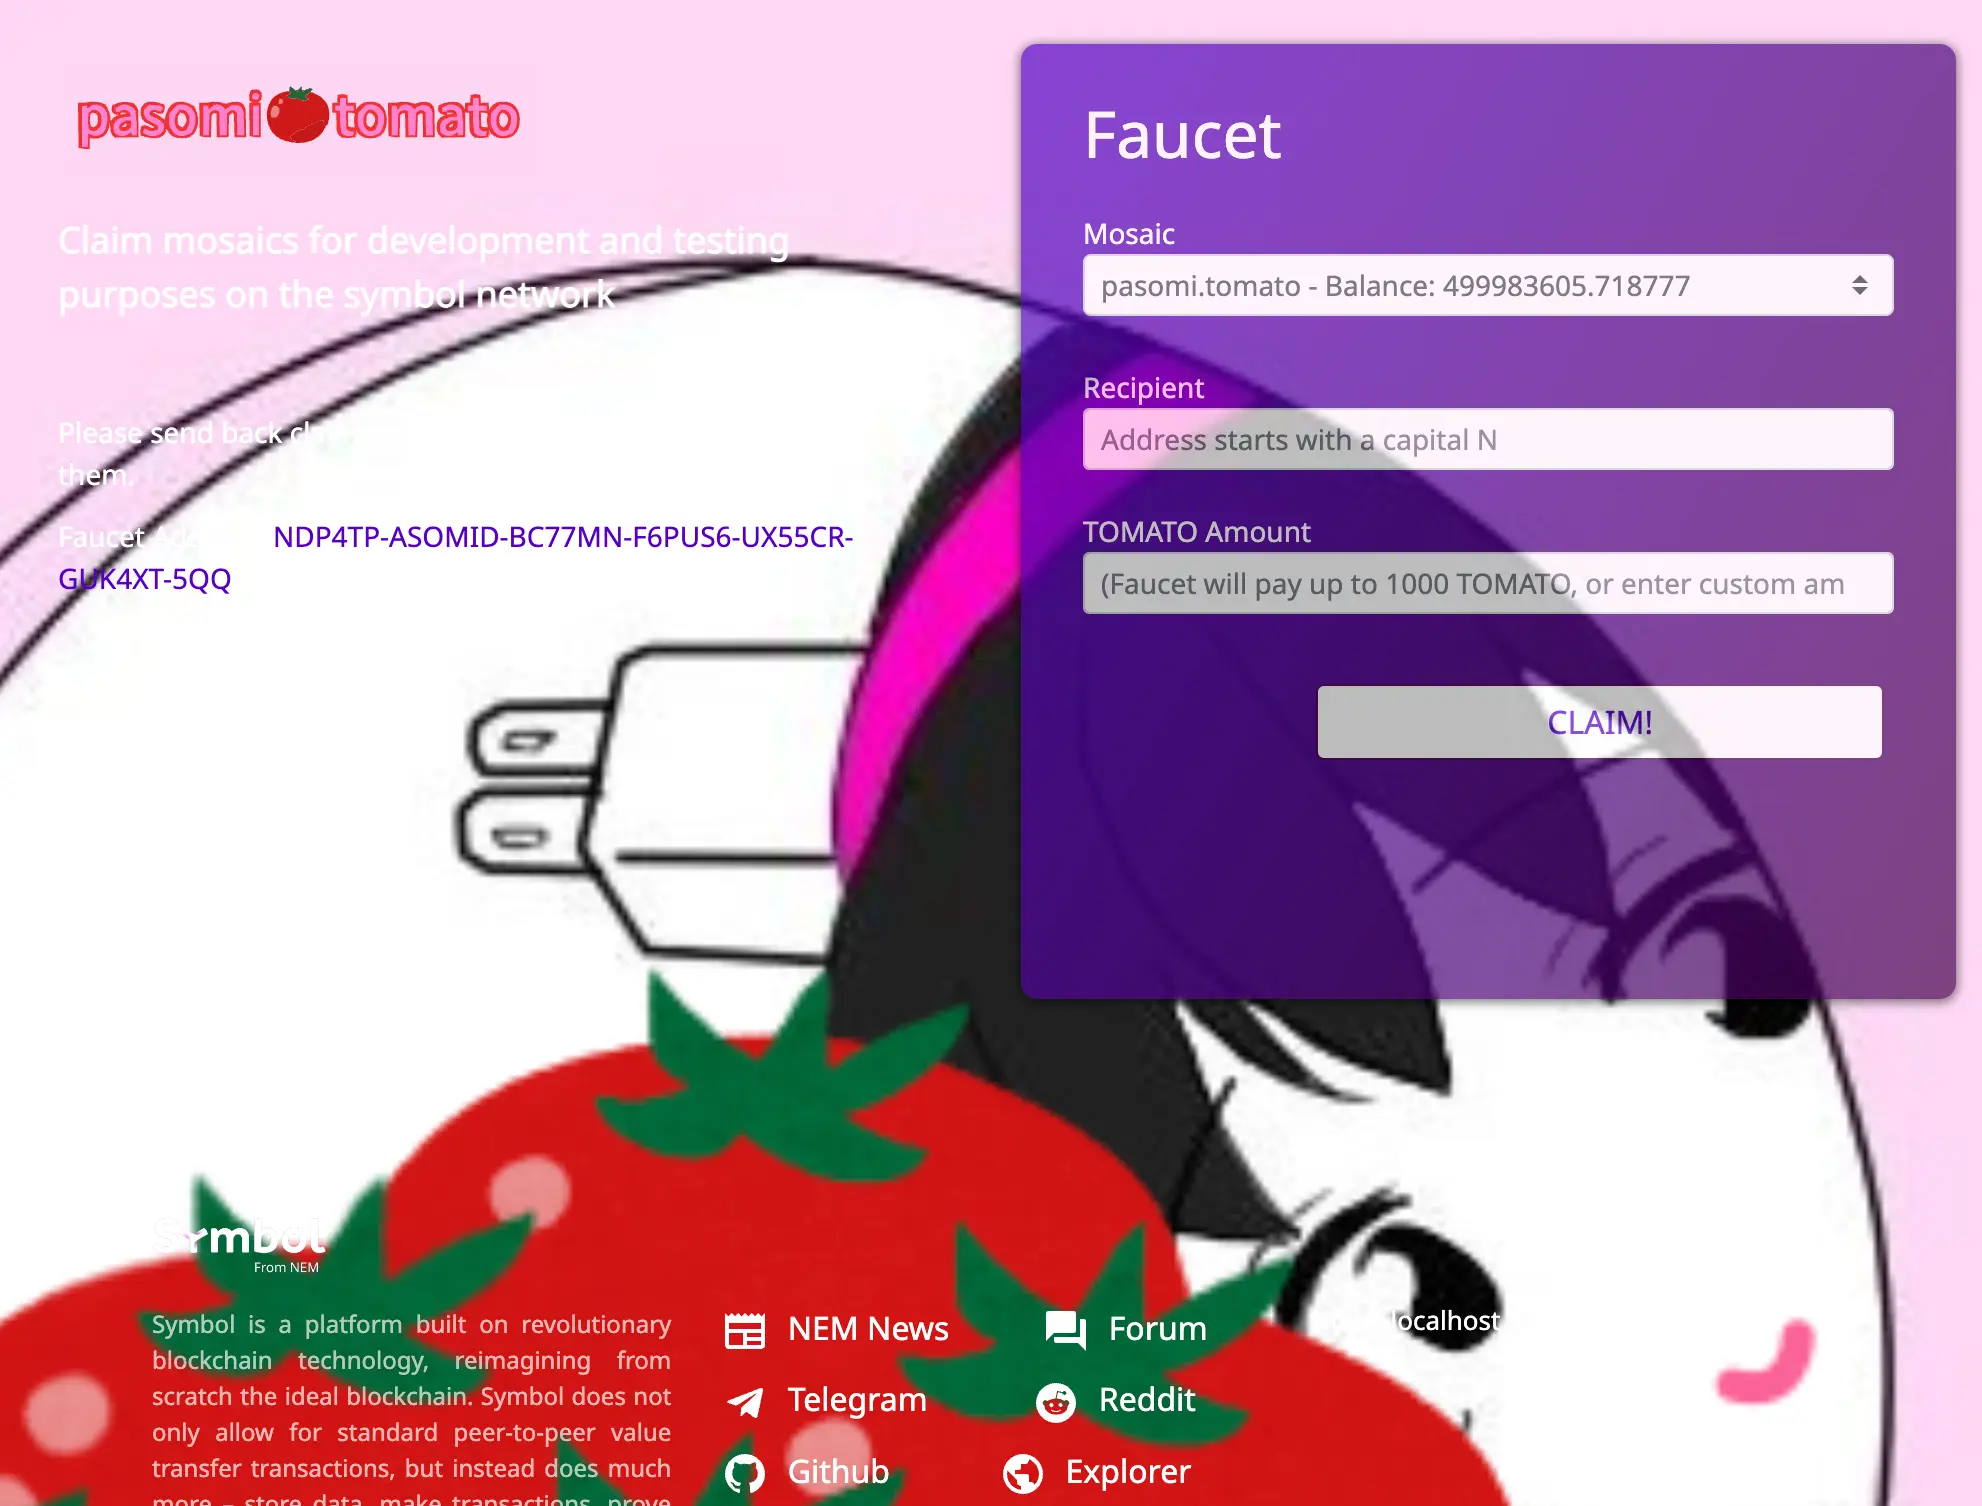 pasomi tomato
Claim mosaics for development and testing
purposes on the symbol network
Please send back
them.
Faucet
NDP4TP-ASOMID-BC77MN-F6PUS6-UX55CR-
GUK4XT-5QQ
Faucet
Mosaic
pasomi.tomato - Balance: 499983605.718777
Recipient
Address starts with a capital N
TOMATO Amount
(Faucet will pay up to 1000 TOMATO, or enter custom am
CLAIM!
Symbol
From NEM
Symbol is a platform built on revolutionary
blockchain technology, reimagining from
scratch the ideal blockchain. Symbol does not
only allow for standard peer-to-peer value
transfer transactions, but instead does much
more – store data, make transactions, prove
NEM News
Forum
Telegram
Reddit
Github
Explorer
localhost